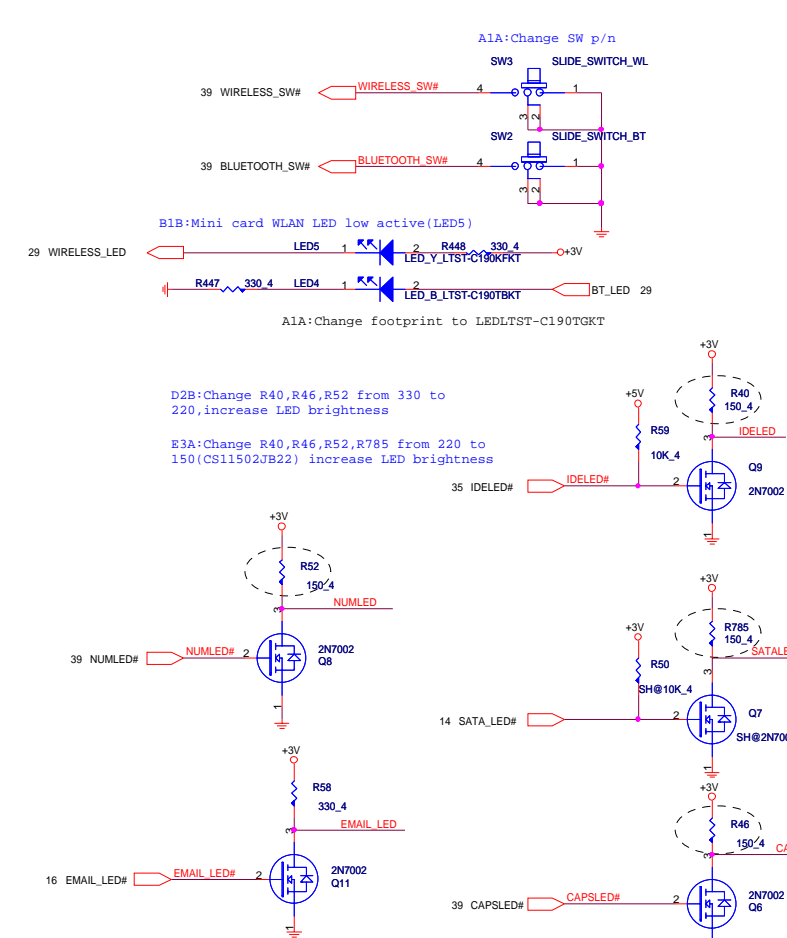 A1A:Change SW p/n
SW3 SLIDE_SWITCH_WL
39 WIRELESS_SW# WIRELESS_SW# 4 1
3 2
SW2 SLIDE_SWITCH_BT
39 BLUETOOTH_SW# BLUETOOTH_SW# 4 1
3 2
B1B:Mini card WLAN LED low active(LED5)
29 WIRELESS_LED LED5 1 2 R448 330_4 +3V
LED_Y_LTST-C190KFKT
R447 330_4 LED4 1 2 BT_LED 29
LED_B_LTST-C190TBKT
A1A:Change footprint to LEDLTST-C190TGKT
D2B:Change R40,R46,R52 from 330 to
220,increase LED brightness
E3A:Change R40,R46,R52,R785 from 220 to
150(CS11502JB22) increase LED brightness
+3V
R40
150_4
+5V
R59
10K_4
3 IDELED
35 IDELED# IDELED# 2
Q9
2N7002
1
+3V
R52
150_4
3 NUMLED
39 NUMLED# NUMLED# 2
2N7002
Q8
1
+3V
R785
150_4
+3V
R50
SH@10K_4
3 SATALE
14 SATA_LED# 2
Q7
SH@2N700
1
+3V
R58
330_4
3 EMAIL_LED
16 EMAIL_LED# EMAIL_LED# 2
2N7002
Q11
1
+3V
R46
150_4
3 CA
39 CAPSLED# CAPSLED# 2
2N7002
Q6